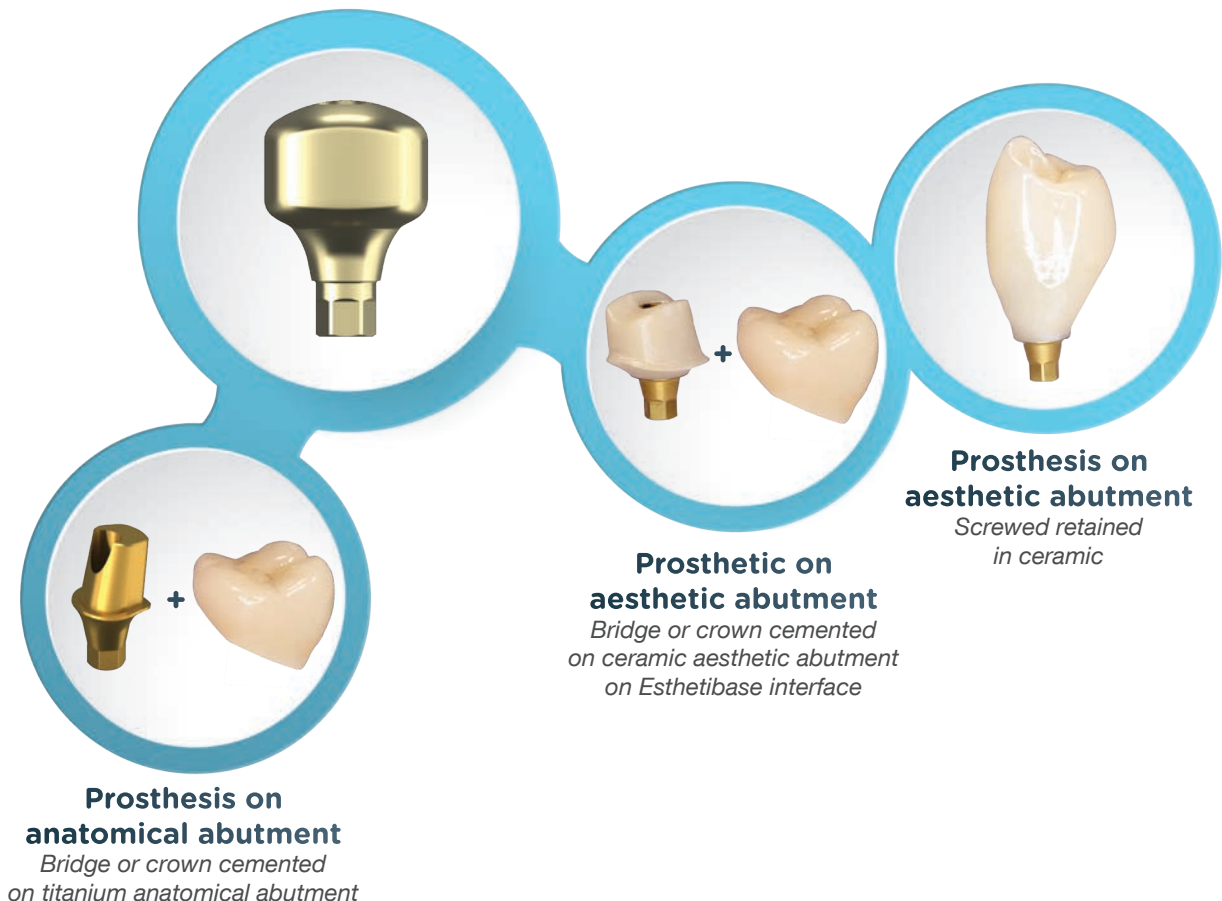 +
+
Prosthesis on
aesthetic abutment
Screwed retained
in ceramic
Prosthetic on
aesthetic abutment
Bridge or crown cemented
on ceramic aesthetic abutment
on Esthetibase interface
Prosthesis on
anatomical abutment
Bridge or crown cemented
on titanium anatomical abutment